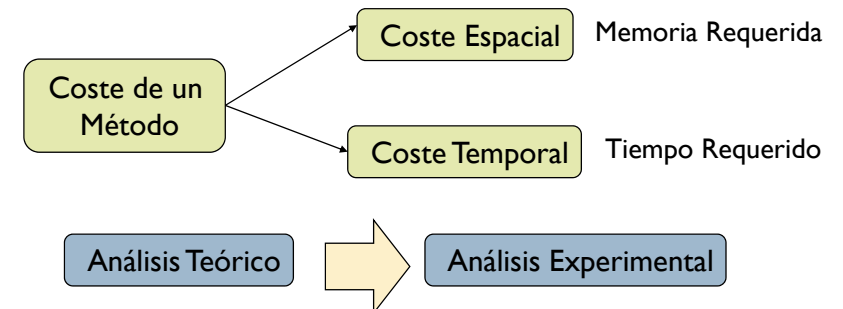 Coste Espacial
Memoria Requerida
Coste de un
Método
Coste Temporal
Tiempo Requerido
Análisis Teórico
Análisis Experimental